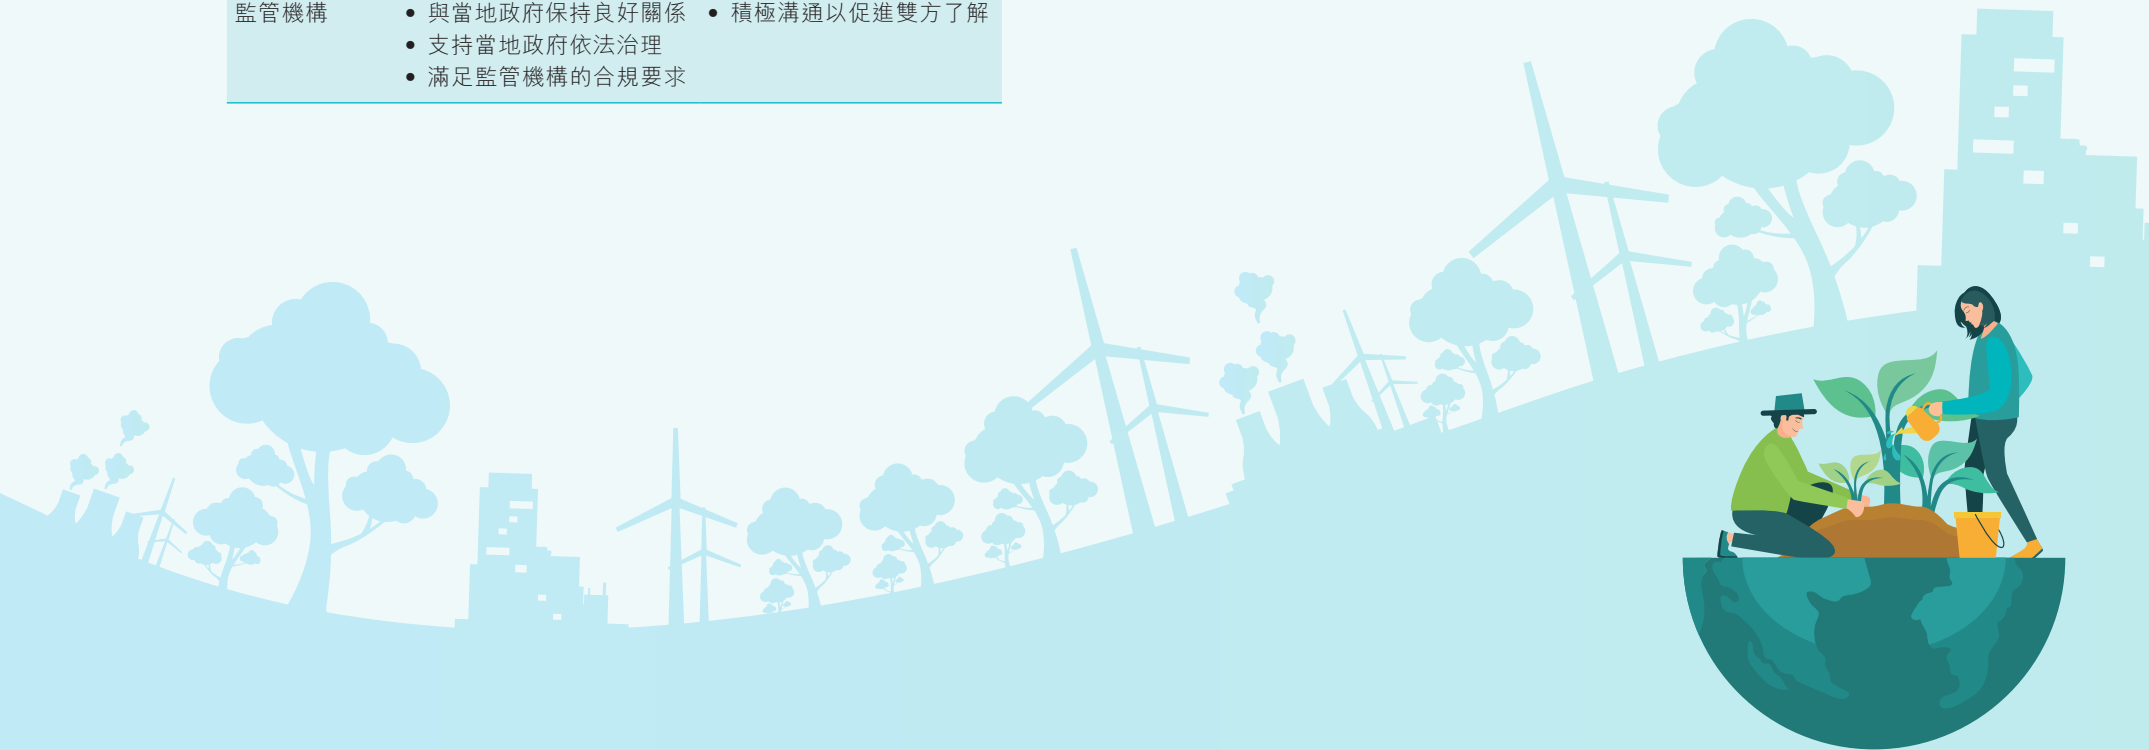 監管機構 • 與當地政府保持良好關係 • 積極溝通以促進雙方了解
• 支持當地政府依法治理
• 滿足監管機構的合規要求